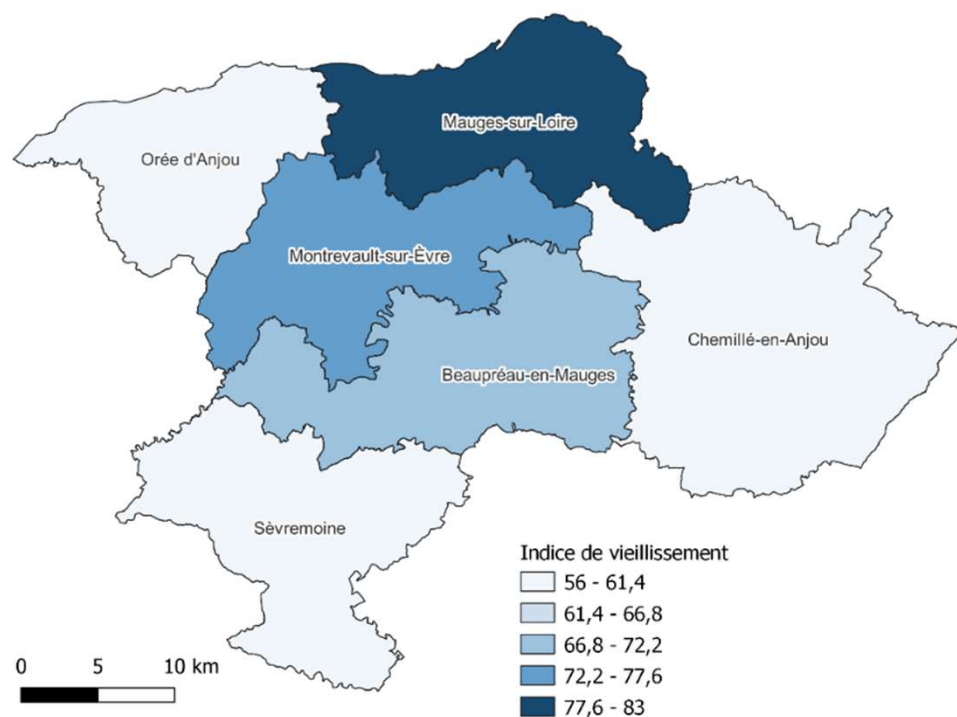 Mauges-sur-Loire
Orée d'Anjou
Montrevault-sur-Èvre
Chemillé-en-Anjou
Beaupréau-en-Mauges
Sèvremoine
Indice de vieillissement
56 - 61,4
61,4 - 66,8
66,8 - 72,2
72,2 - 77,6
77,6 - 83
0 5 10 km